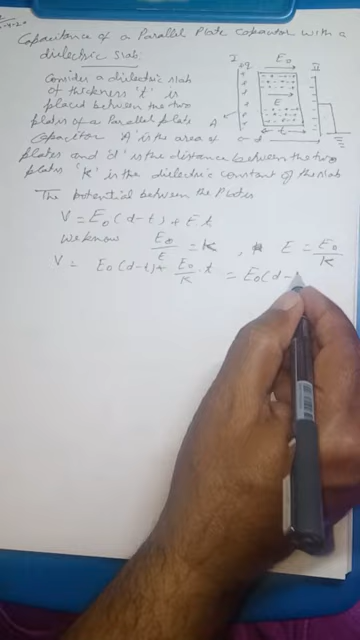 Capacitance of a Parallel Plate Capacitor with a
dielectric slab:
I
E₀
II
Consider a dielectric slab
of thickness 't' is
placed between the two
plates of a Parallel plate
Capacitor 'A' is the area of
A
E
t
d
plates and 'd' is the distance between the two
plates 'K' is the dielectric constant of the slab
The potential between the Plates
V = E₀ (d-t) + E t
We know E₀/E = K , E = E₀/K
V = E₀ (d-t) + E₀/K . t = E₀ (d-